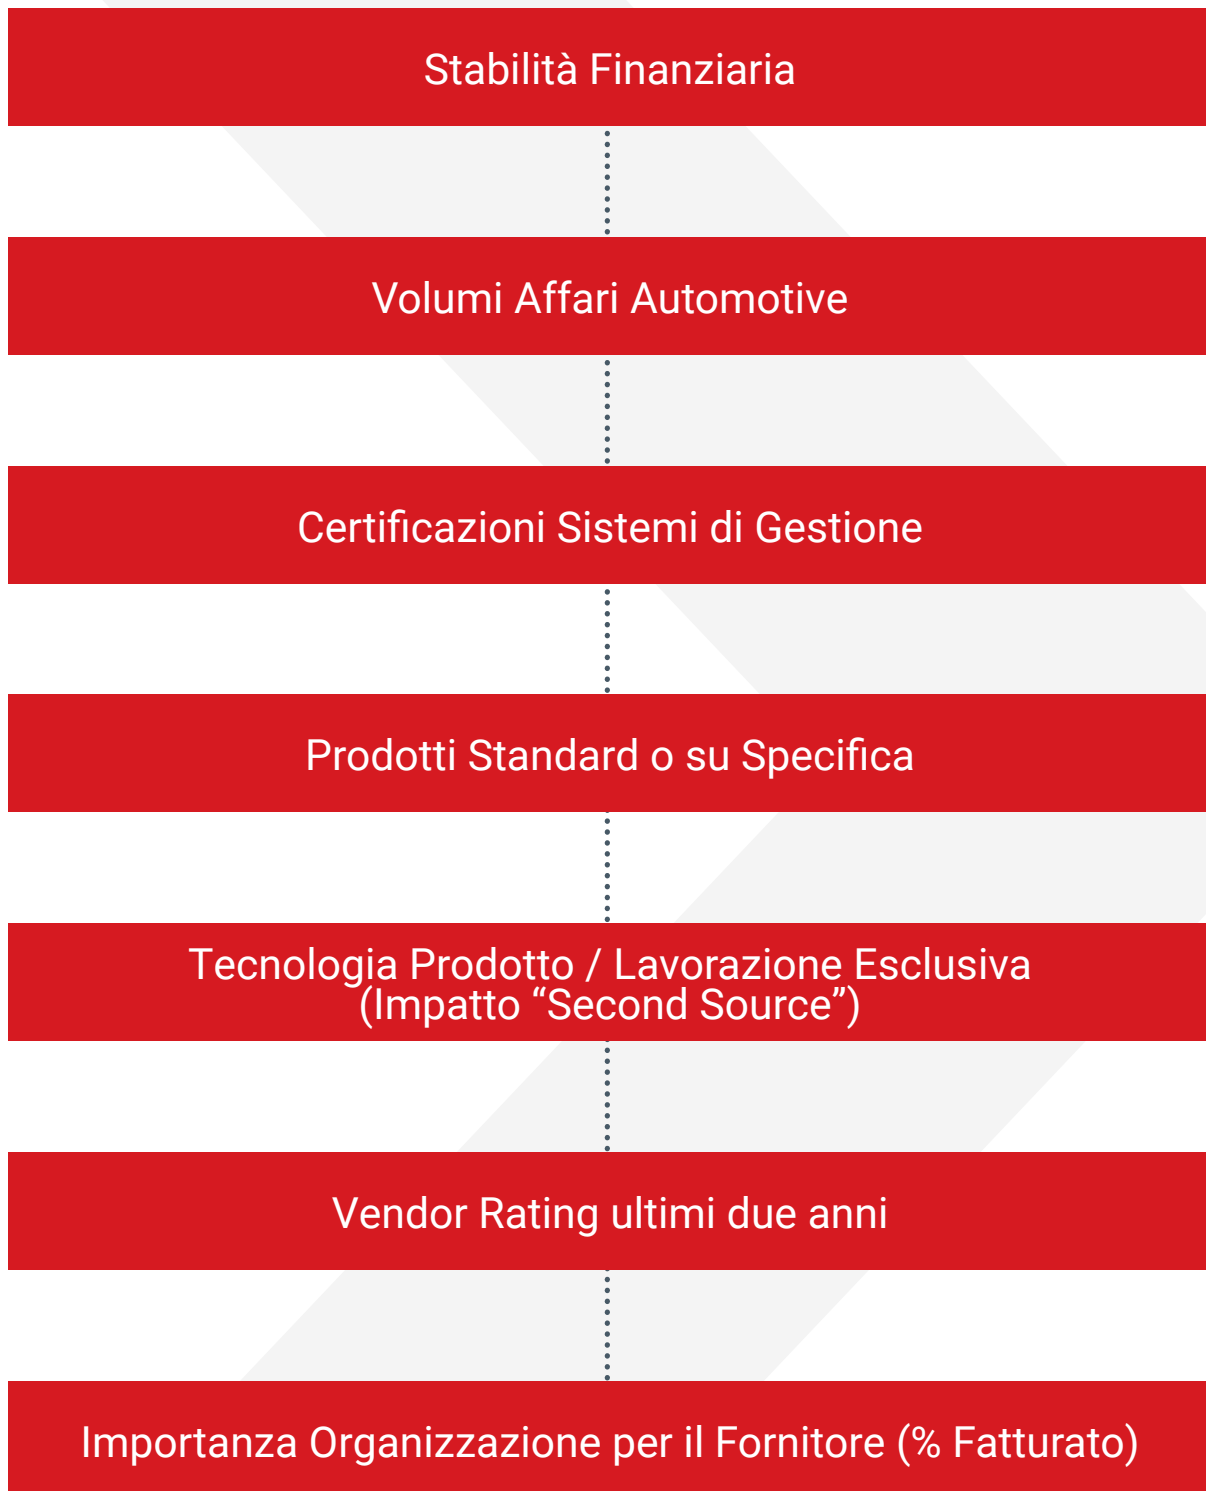 Stabilità Finanziaria
Volumi Affari Automotive
Certificazioni Sistemi di Gestione
Prodotti Standard o su Specifica
Tecnologia Prodotto / Lavorazione Esclusiva
(Impatto “Second Source”)
Vendor Rating ultimi due anni
Importanza Organizzazione per il Fornitore (% Fatturato)